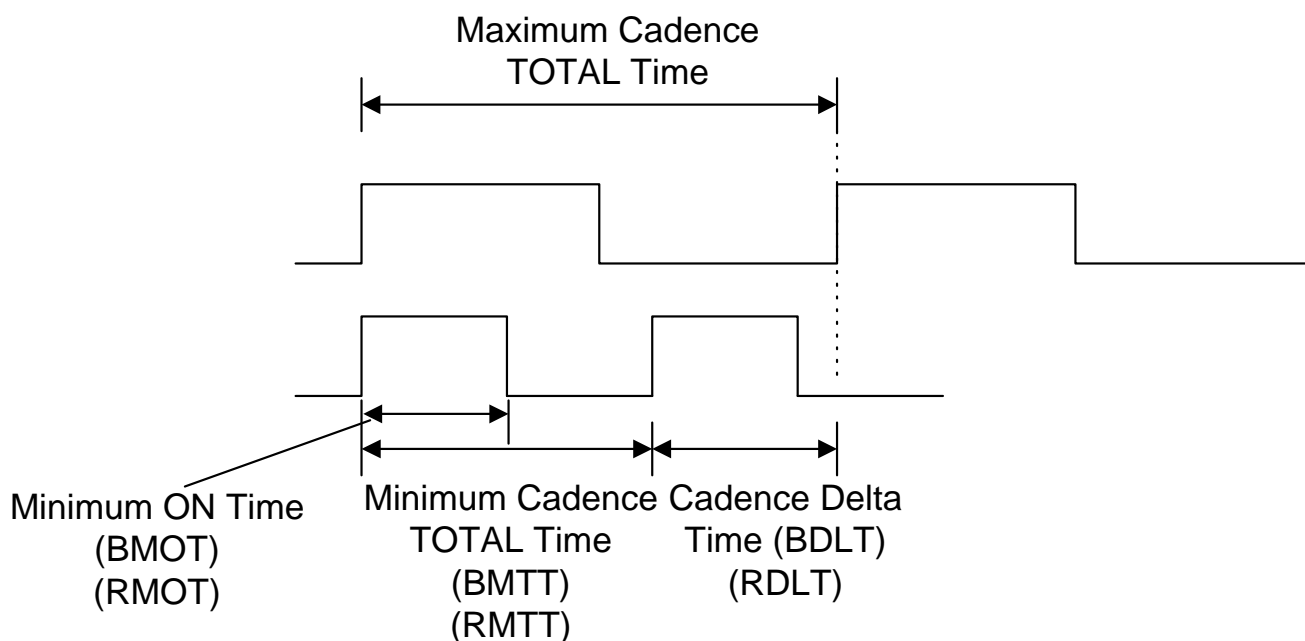 Maximum Cadence
TOTAL Time
Minimum ON Time
(BMOT)
(RMOT)
Minimum Cadence
TOTAL Time
(BMTT)
(RMTT)
Cadence Delta
Time (BDLT)
(RDLT)